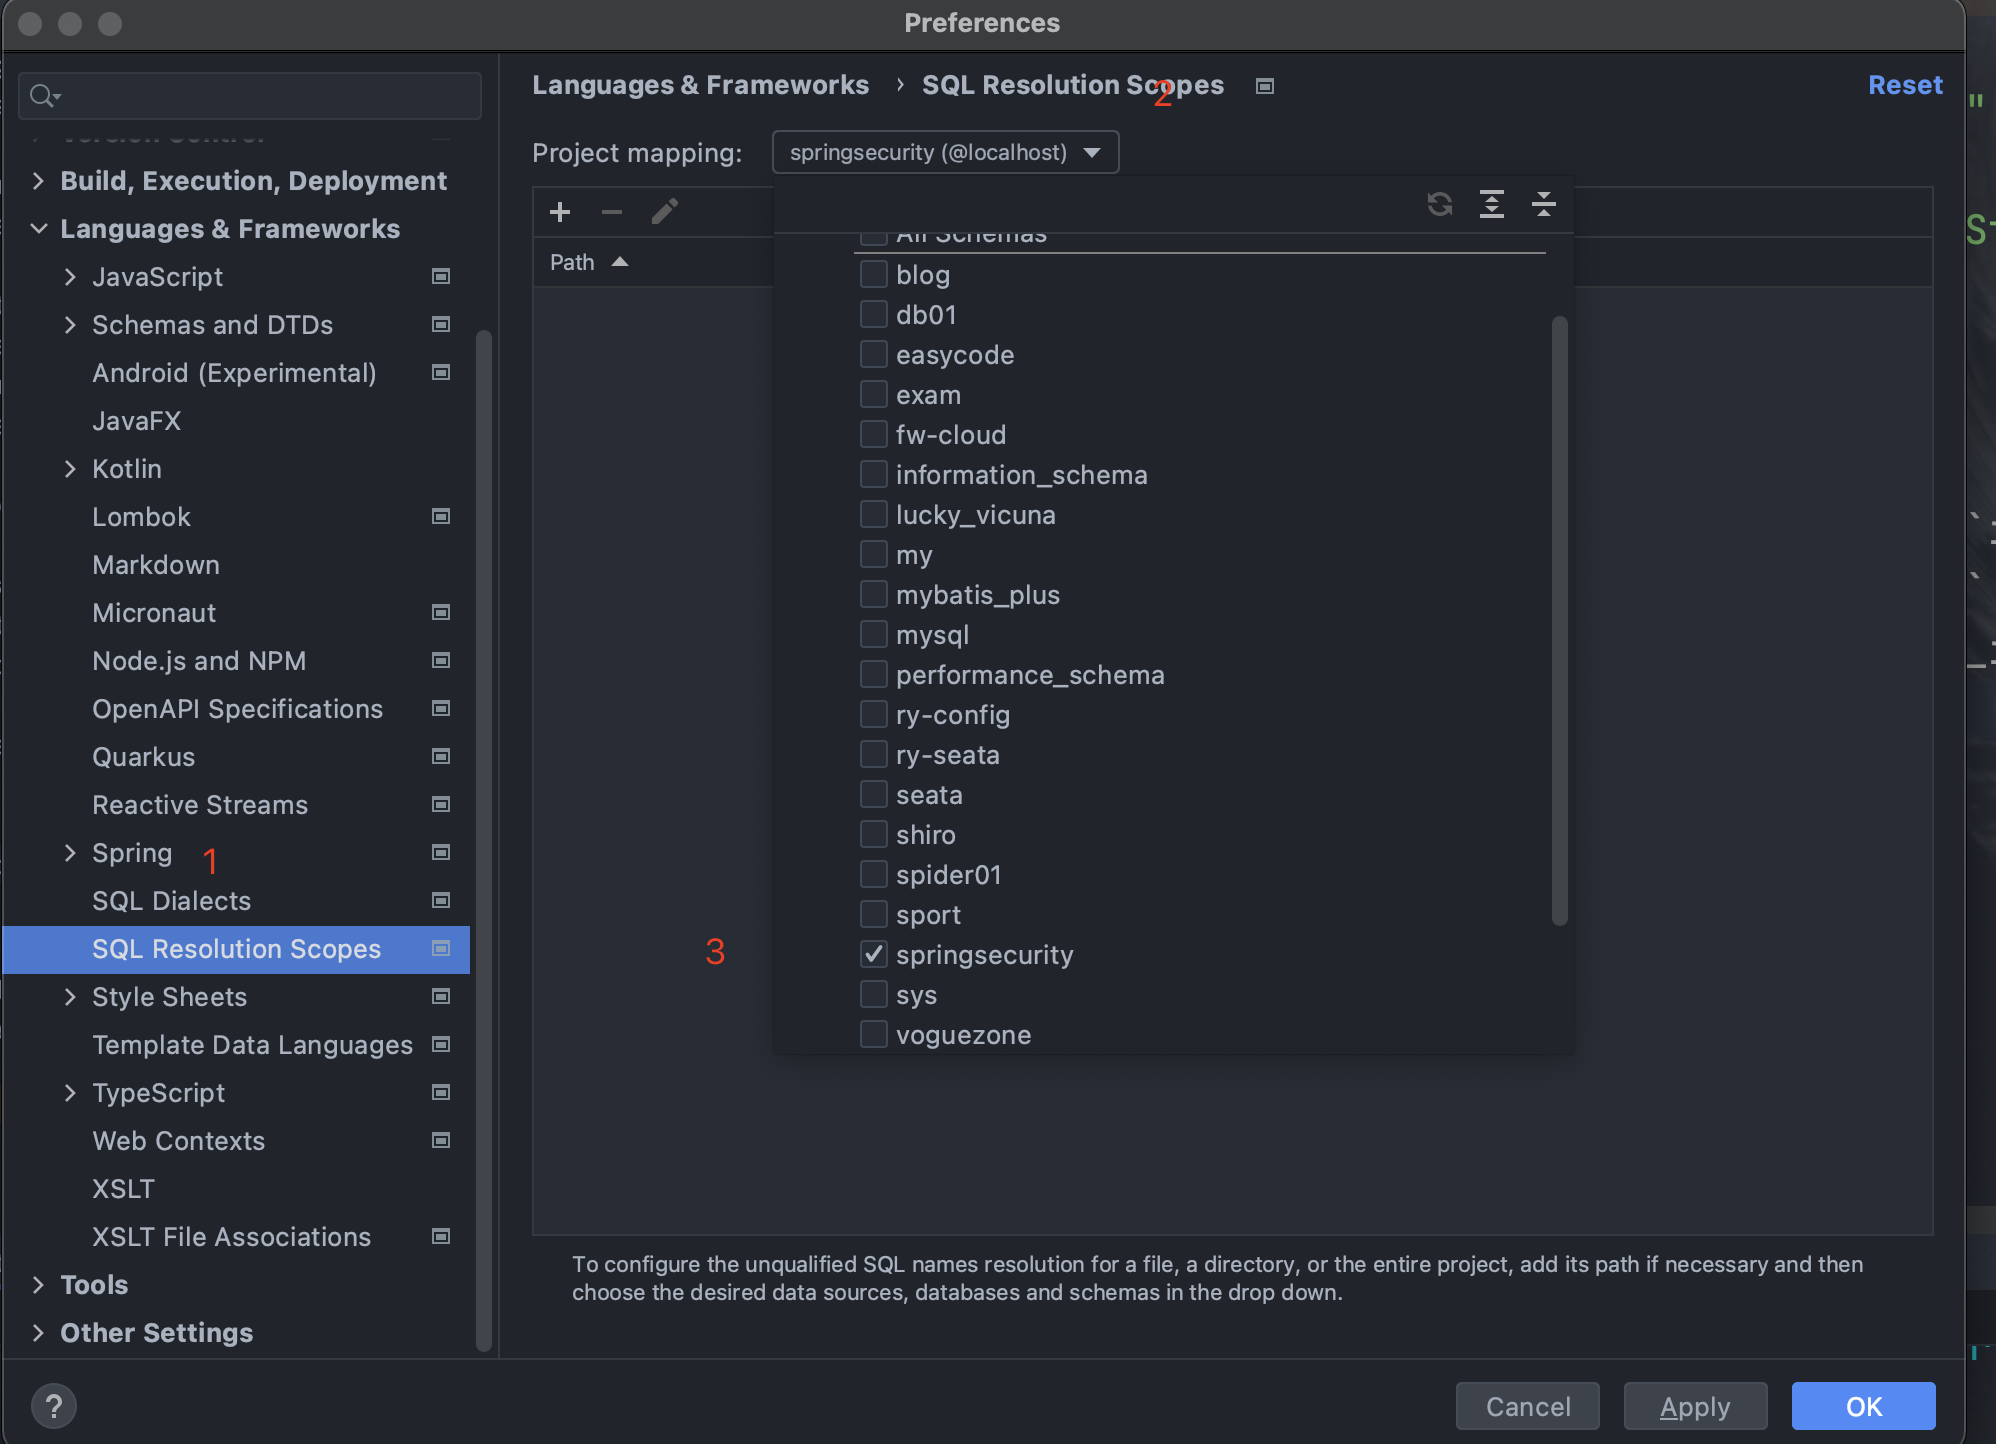 Preferences
Languages & Frameworks › SQL Resolution Scopes
2
Reset
Project mapping: springsecurity (@localhost)
Version Control
Build, Execution, Deployment
Languages & Frameworks
JavaScript
Schemas and DTDs
Android (Experimental)
JavaFX
Kotlin
Lombok
Markdown
Micronaut
Node.js and NPM
OpenAPI Specifications
Quarkus
Reactive Streams
Spring
1
SQL Dialects
SQL Resolution Scopes
Style Sheets
Template Data Languages
TypeScript
Web Contexts
XSLT
XSLT File Associations
Tools
Other Settings
Path
All Schemas
blog
db01
easycode
exam
fw-cloud
information_schema
lucky_vicuna
my
mybatis_plus
mysql
performance_schema
ry-config
ry-seata
seata
shiro
spider01
sport
3
springsecurity
sys
voguezone
To configure the unqualified SQL names resolution for a file, a directory, or the entire project, add its path if necessary and then
choose the desired data sources, databases and schemas in the drop down.
?
Cancel
Apply
OK